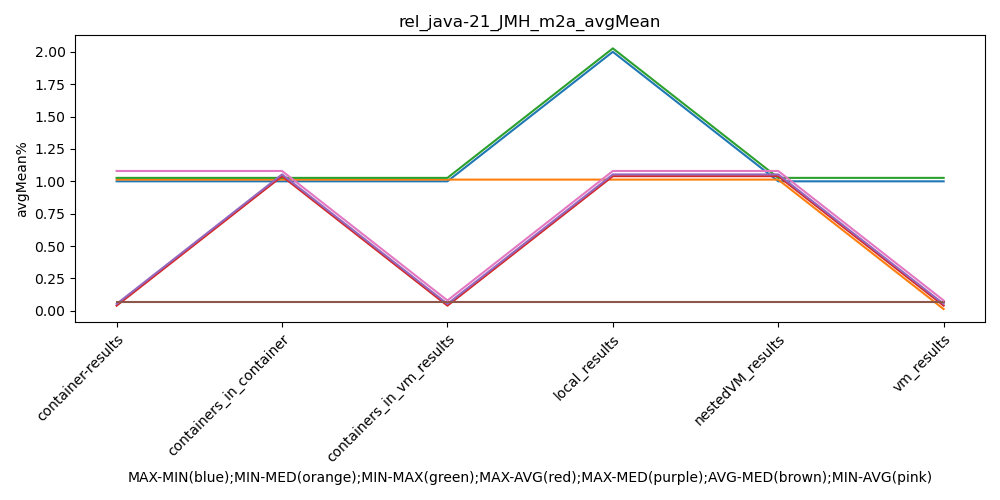 rel_java-21_JMH_m2a_avgMean
avgMean%
2.00
1.75
1.50
1.25
1.00
0.75
0.50
0.25
0.00
container-results
containers_in_container
containers_in_vm_results
local_results
nestedVM_results
vm_results
MAX-MIN(blue);MIN-MED(orange);MIN-MAX(green);MAX-AVG(red);MAX-MED(purple);AVG-MED(brown);MIN-AVG(pink)